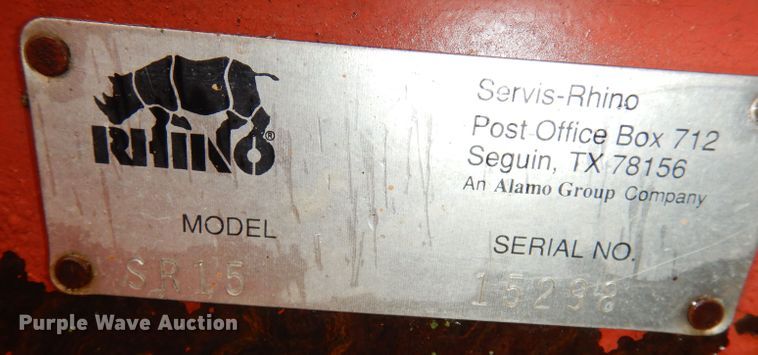 RHINO®
Servis-Rhino
Post Office Box 712
Seguin, TX 78156
An Alamo Group Company
MODEL
SR15
SERIAL NO.
15298
Purple Wave Auction